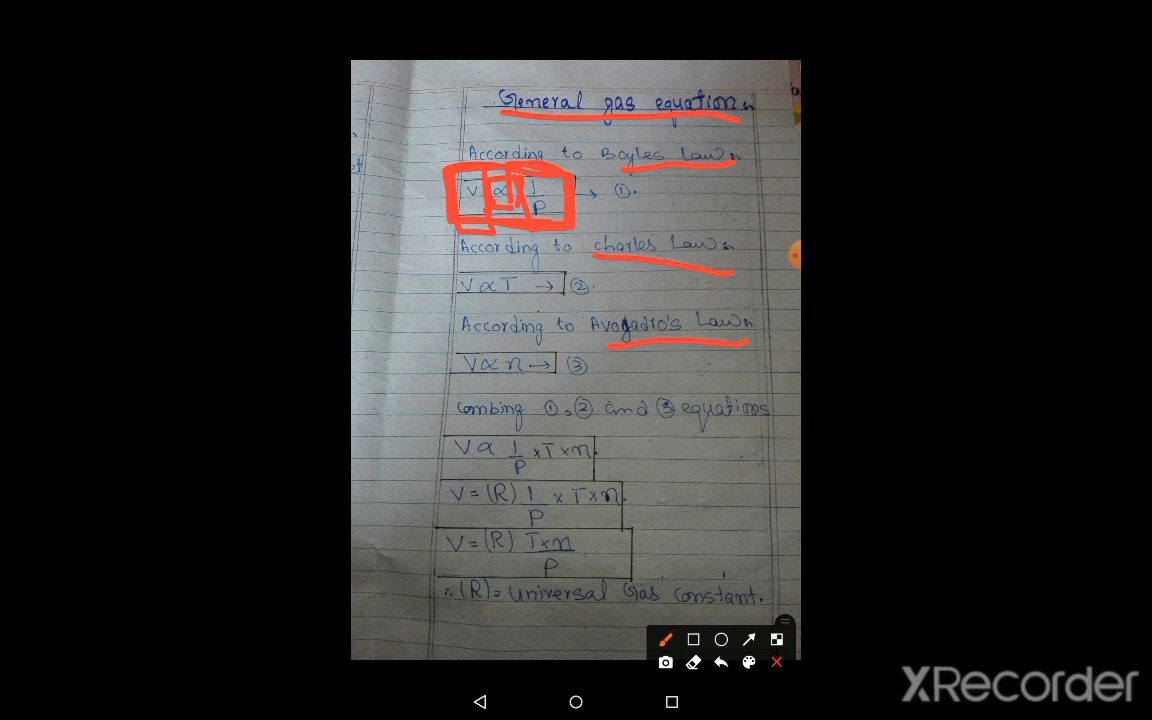 General gas equation
According to Boyles Law
V ∝ 1/P → ①.
According to charles Law
V ∝ T → ②.
According to Avogadro's Law
V ∝ n → ③
combing ①, ② and ③ equations
V ∝ 1/P × T × n
V = (R) 1/P × T × n
V = (R) T×n/P
∴ (R) = Universal Gas constant.
XRecorder